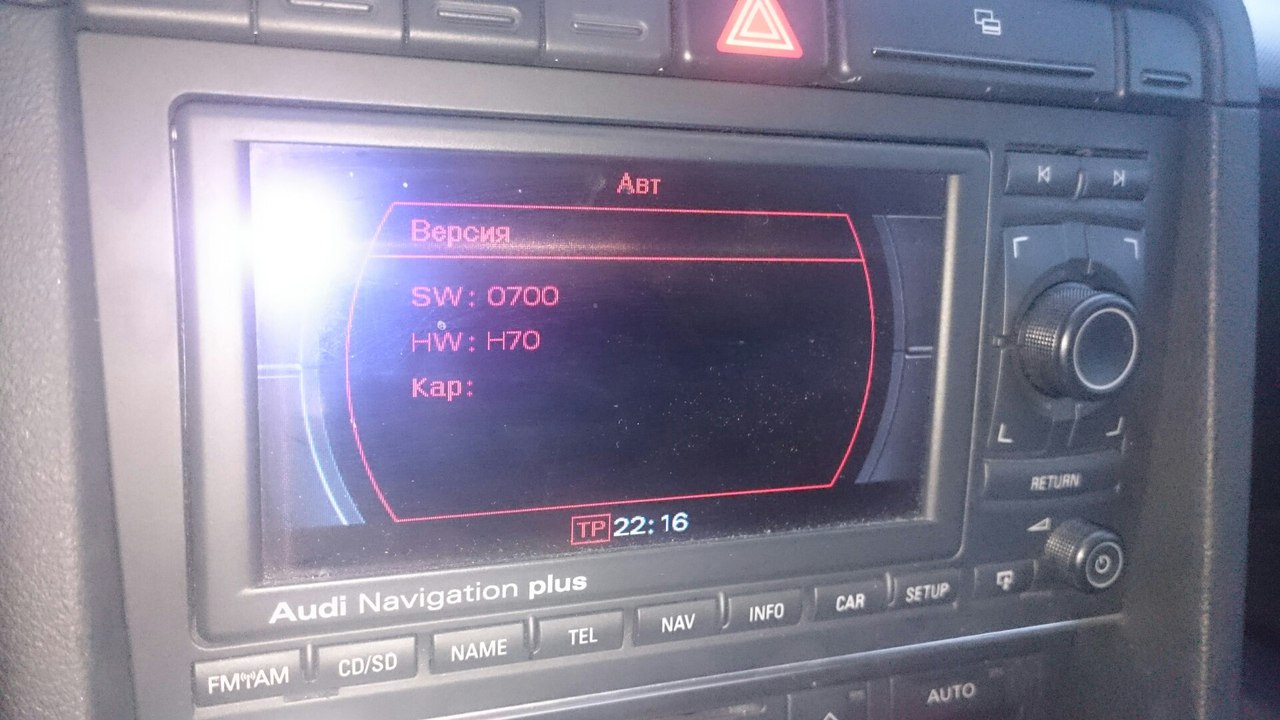 Авт
Версия
SW: 0700
HW: H70
Кар:
TP 22:16
RETURN
Audi Navigation plus
FM AM CD/SD NAME TEL NAV INFO CAR SETUP
AUTO